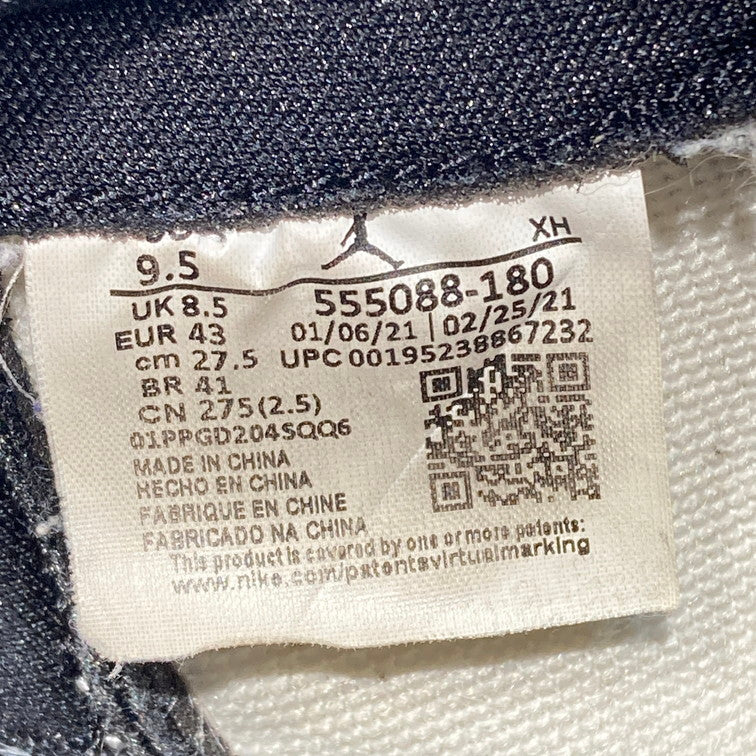 XH
9.5
UK 8.5
555088-180
EUR 43
01/06/21 | 02/25/21
cm 27.5
UPC 00195238867232
BR 41
CN 275(2.5)
01PPGD204SQQ6
MADE IN CHINA
HECHO EN CHINA
FABRIQUE EN CHINE
FABRICADO NA CHINA
This product is covered by one or more patents:
www.nike.com/patentsvirtualmarking